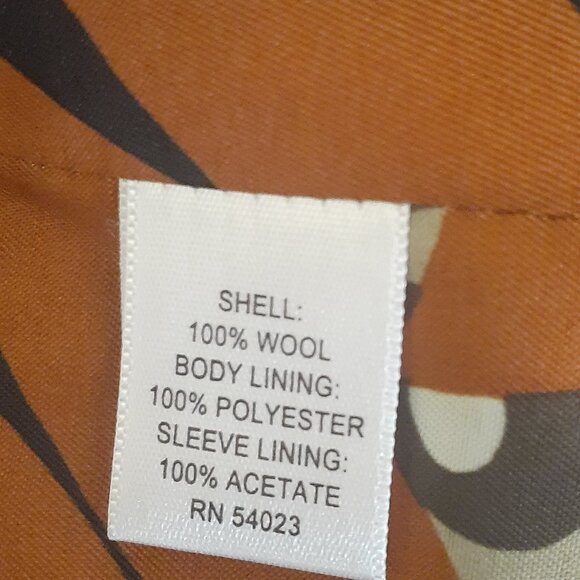 SHELL:
100% WOOL
BODY LINING:
100% POLYESTER
SLEEVE LINING:
100% ACETATE
RN 54023